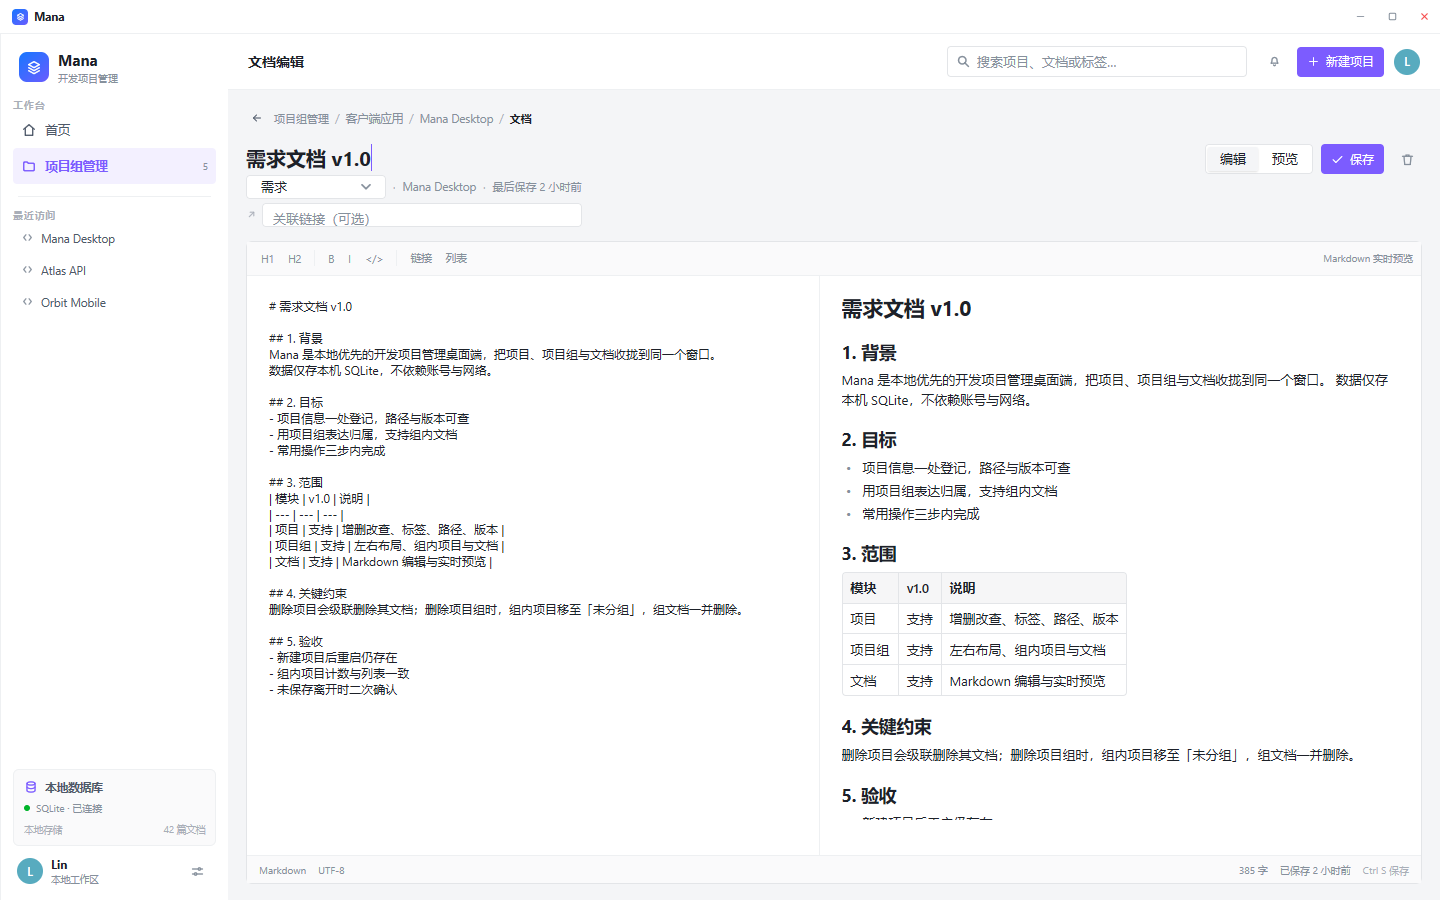 Mana
Mana
开发项目管理
工作台
首页
项目组管理 5
最近访问
Mana Desktop
Atlas API
Orbit Mobile
本地数据库
SQLite · 已连接
本地存储 42 篇文档
L
Lin
本地工作区
文档编辑
搜索项目、文档或标签...
新建项目
L
项目组管理 / 客户端应用 / Mana Desktop / 文档
需求文档 v1.0
编辑 预览 保存
需求 · Mana Desktop · 最后保存 2 小时前
关联链接（可选）
H1 H2 B I </> 链接 列表
Markdown 实时预览
# 需求文档 v1.0
## 1. 背景
Mana 是本地优先的开发项目管理桌面端，把项目、项目组与文档收拢到同一个窗口。
数据仅存本机 SQLite，不依赖账号与网络。
## 2. 目标
- 项目信息一处登记，路径与版本可查
- 用项目组表达归属，支持组内文档
- 常用操作三步内完成
## 3. 范围
| 模块 | v1.0 | 说明 |
| --- | --- | --- |
| 项目 | 支持 | 增删改查、标签、路径、版本 |
| 项目组 | 支持 | 左右布局、组内项目与文档 |
| 文档 | 支持 | Markdown 编辑与实时预览 |
## 4. 关键约束
删除项目会级联删除其文档；删除项目组时，组内项目移至「未分组」，组文档一并删除。
## 5. 验收
- 新建项目后重启仍存在
- 组内项目计数与列表一致
- 未保存离开时二次确认
需求文档 v1.0
1. 背景
Mana 是本地优先的开发项目管理桌面端，把项目、项目组与文档收拢到同一个窗口。 数据仅存
本机 SQLite，不依赖账号与网络。
2. 目标
• 项目信息一处登记，路径与版本可查
• 用项目组表达归属，支持组内文档
• 常用操作三步内完成
3. 范围
模块 v1.0 说明
项目 支持 增删改查、标签、路径、版本
项目组 支持 左右布局、组内项目与文档
文档 支持 Markdown 编辑与实时预览
4. 关键约束
删除项目会级联删除其文档；删除项目组时，组内项目移至「未分组」，组文档一并删除。
5. 验收
Markdown UTF-8
385 字 已保存 2 小时前 Ctrl S 保存